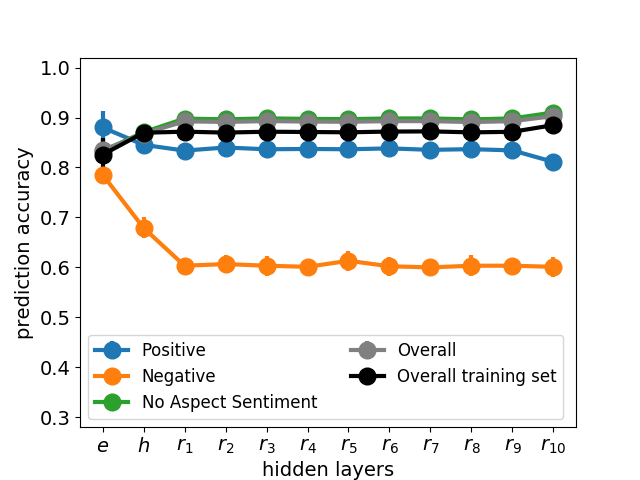 1.0
0.9
0.8
0.7
0.6
0.5
0.4
0.3
prediction accuracy
Positive
Negative
No Aspect Sentiment
Overall
Overall training set
e h r₁ r₂ r₃ r₄ r₅ r₆ r₇ r₈ r₉ r₁₀
hidden layers